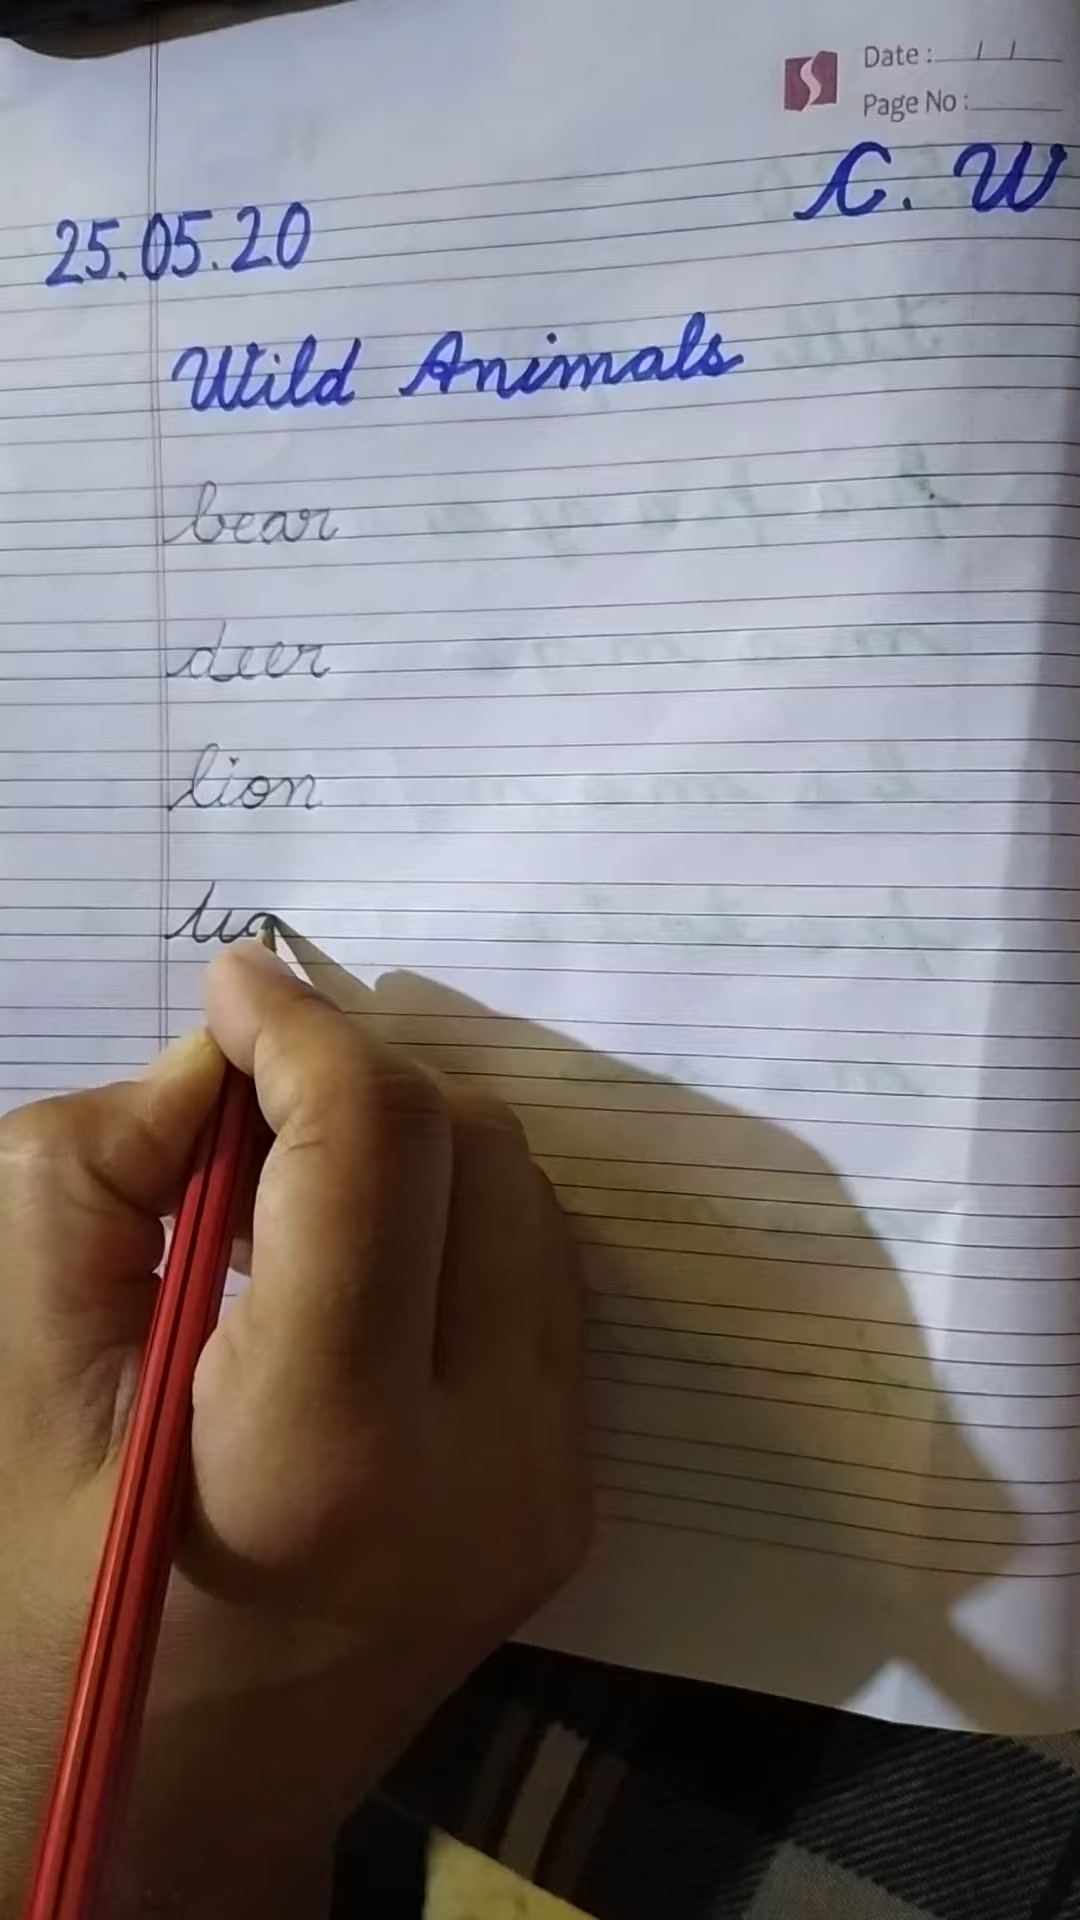 Date : / /
Page No :
C. W
25.05.20
Wild Animals
bear
deer
lion